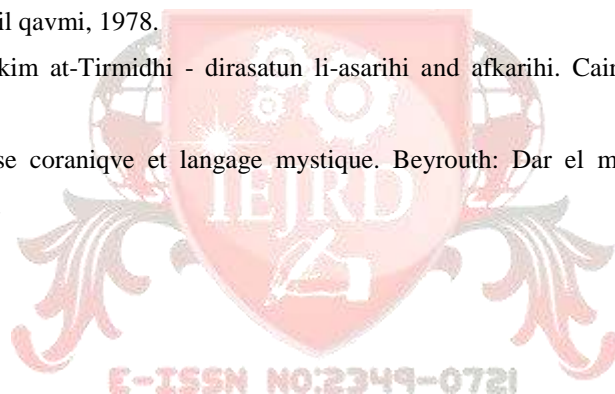 il qavmi, 1978.
kim at-Tirmidhi - dirasatun li-asarihi and afkarihi. Cair
se coraniqve et langage mystique. Beyrouth: Dar el m
IEJRD
E-ISSN NO:2349-0721